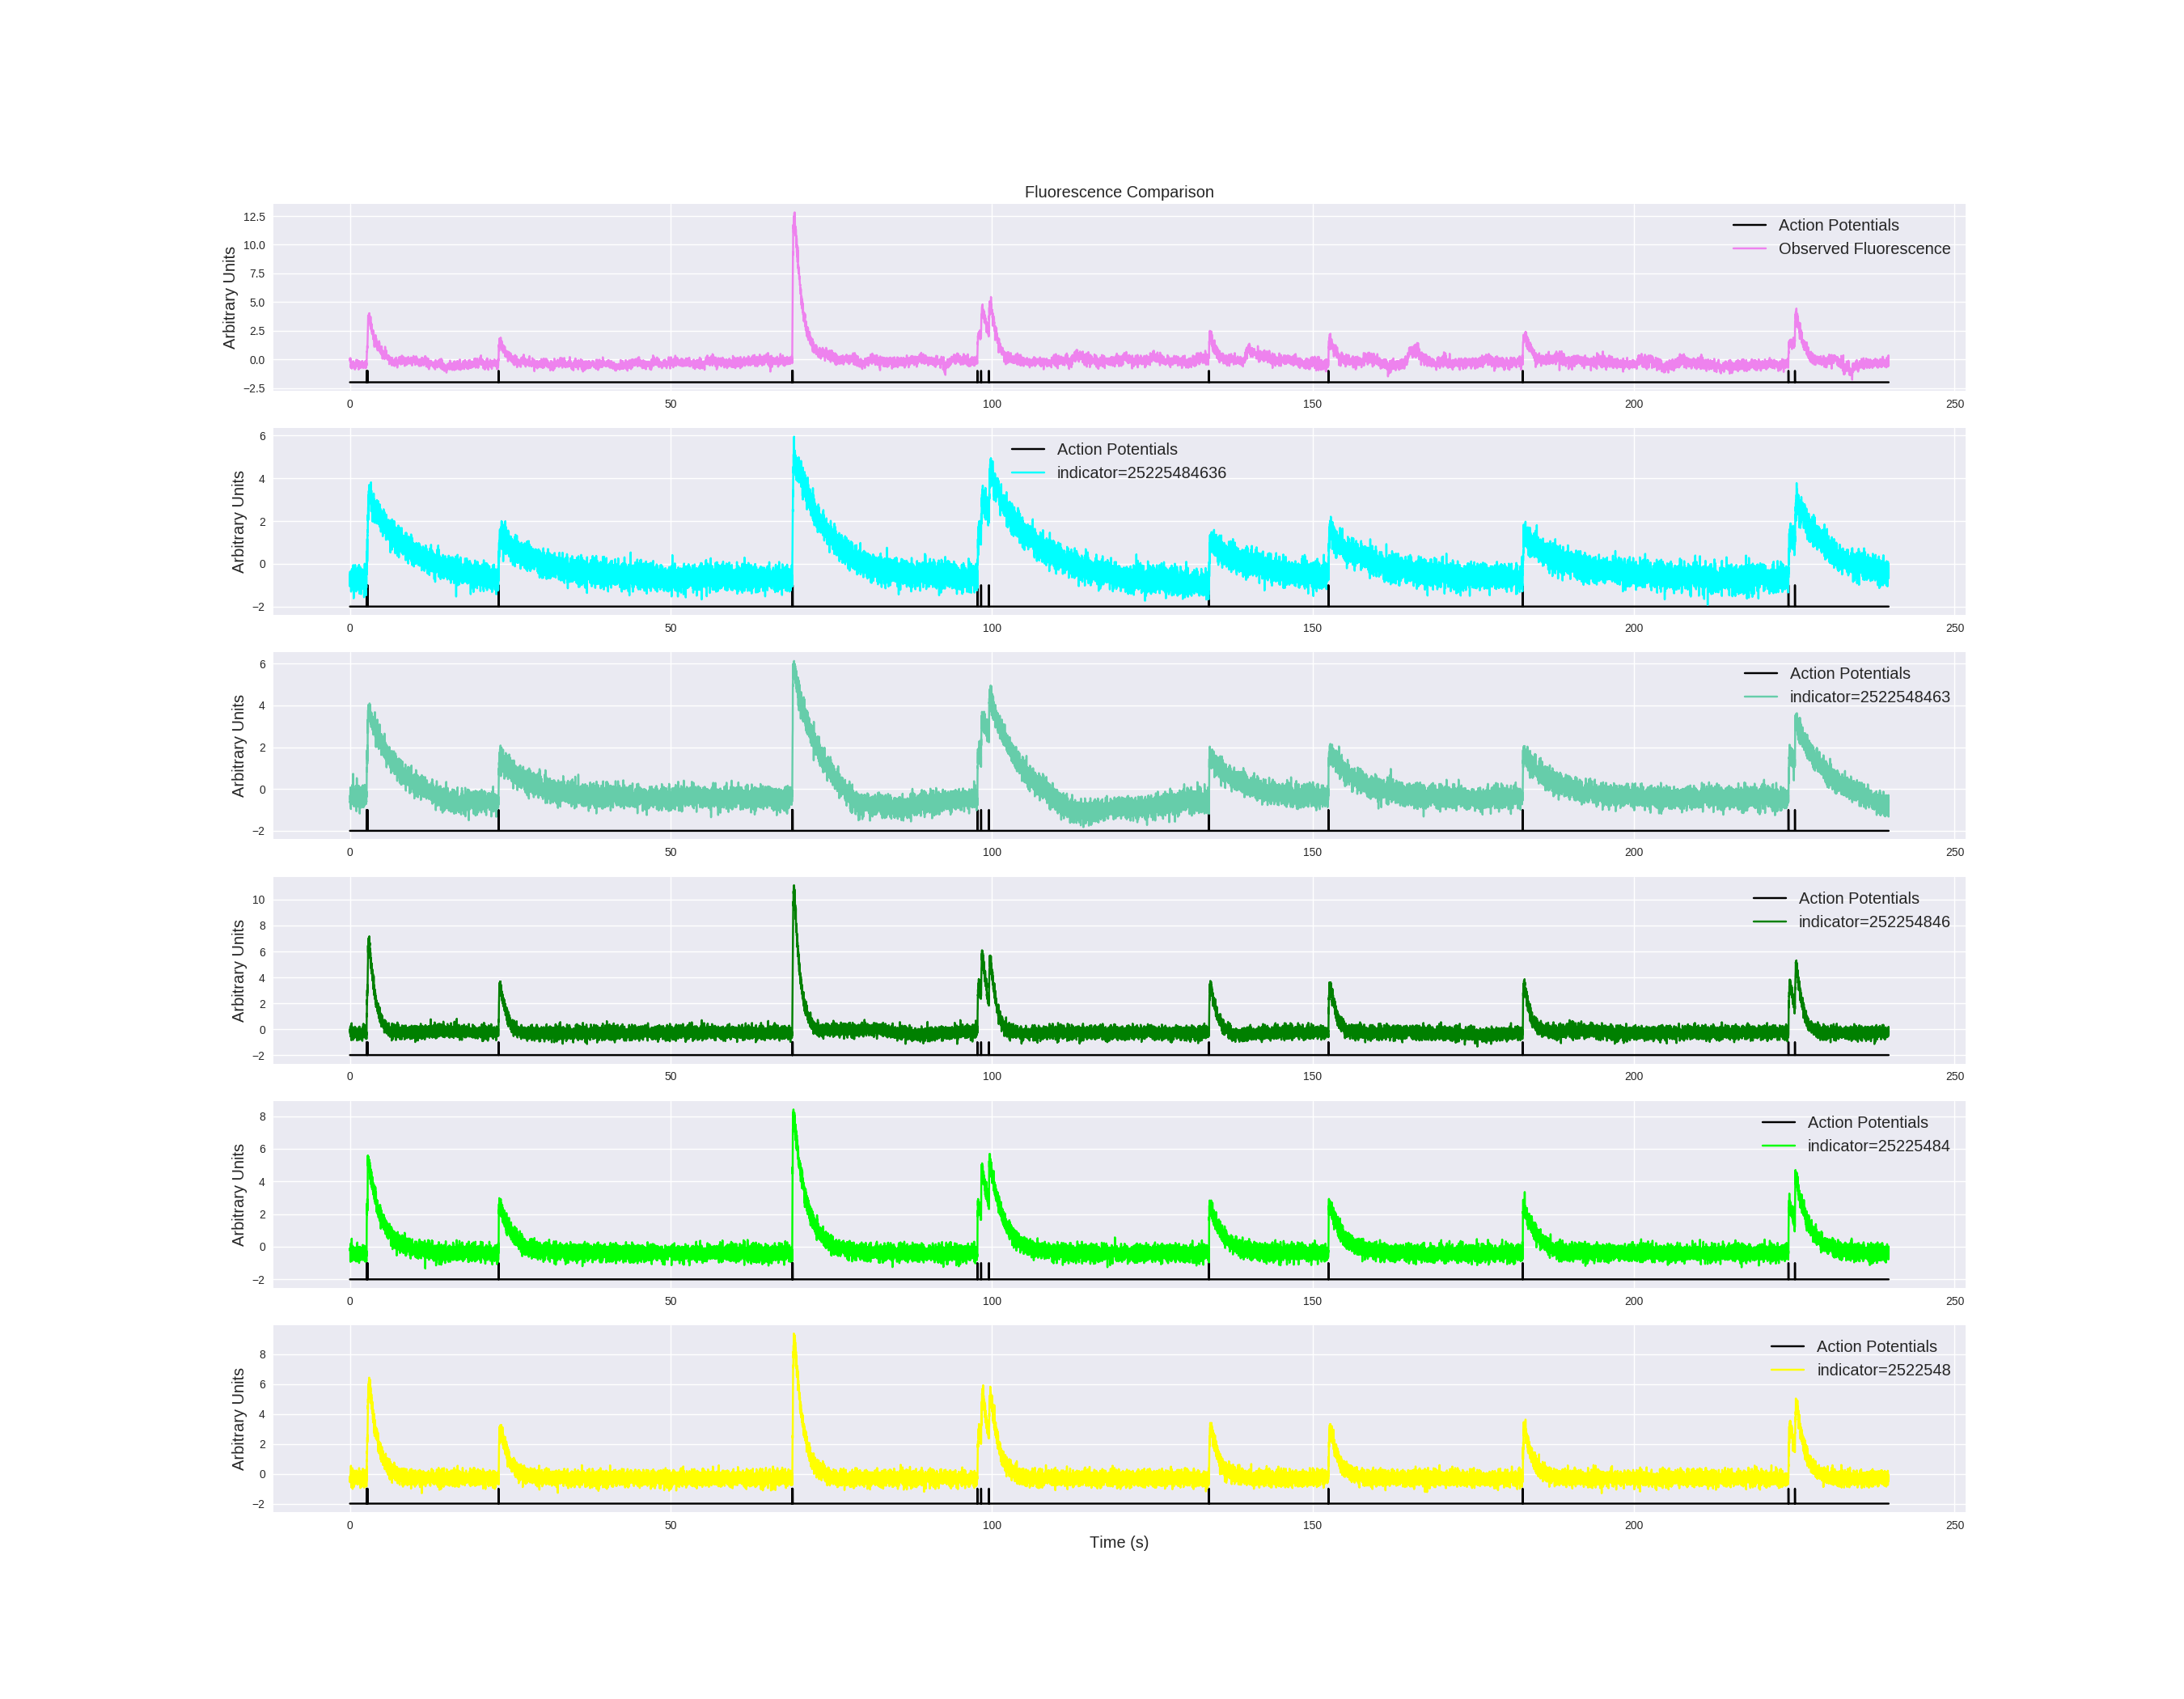 Fluorescence Comparison
Arbitrary Units
12.5
10.0
7.5
5.0
2.5
0.0
−2.5
Action Potentials
Observed Fluorescence
0 50 100 150 200 250
Arbitrary Units
6
4
2
0
−2
Action Potentials
indicator=25225484636
0 50 100 150 200 250
Arbitrary Units
6
4
2
0
−2
Action Potentials
indicator=2522548463
0 50 100 150 200 250
Arbitrary Units
10
8
6
4
2
0
−2
Action Potentials
indicator=252254846
0 50 100 150 200 250
Arbitrary Units
8
6
4
2
0
−2
Action Potentials
indicator=25225484
0 50 100 150 200 250
Arbitrary Units
8
6
4
2
0
−2
Action Potentials
indicator=2522548
0 50 100 150 200 250
Time (s)